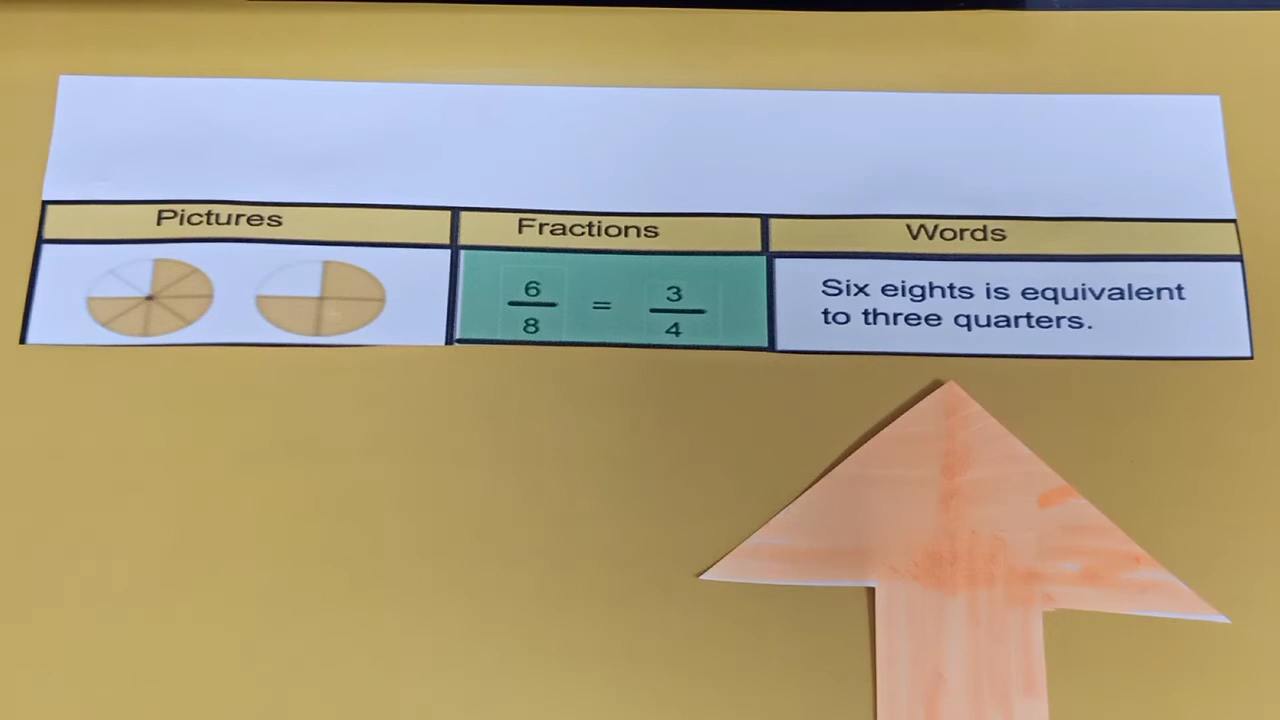 Pictures
Fractions
Words
6/8 = 3/4
Six eights is equivalent
to three quarters.